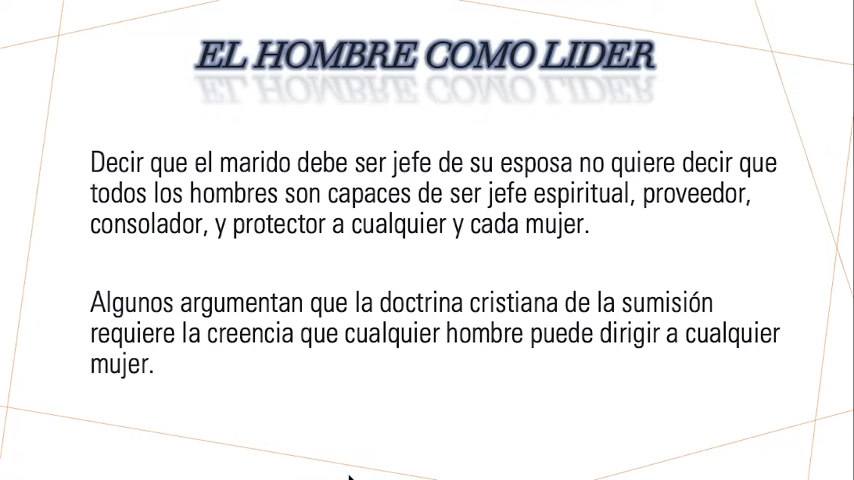 EL HOMBRE COMO LIDER
Decir que el marido debe ser jefe de su esposa no quiere decir que
todos los hombres son capaces de ser jefe espiritual, proveedor,
consolador, y protector a cualquier y cada mujer.
Algunos argumentan que la doctrina cristiana de la sumisión
requiere la creencia que cualquier hombre puede dirigir a cualquier
mujer.